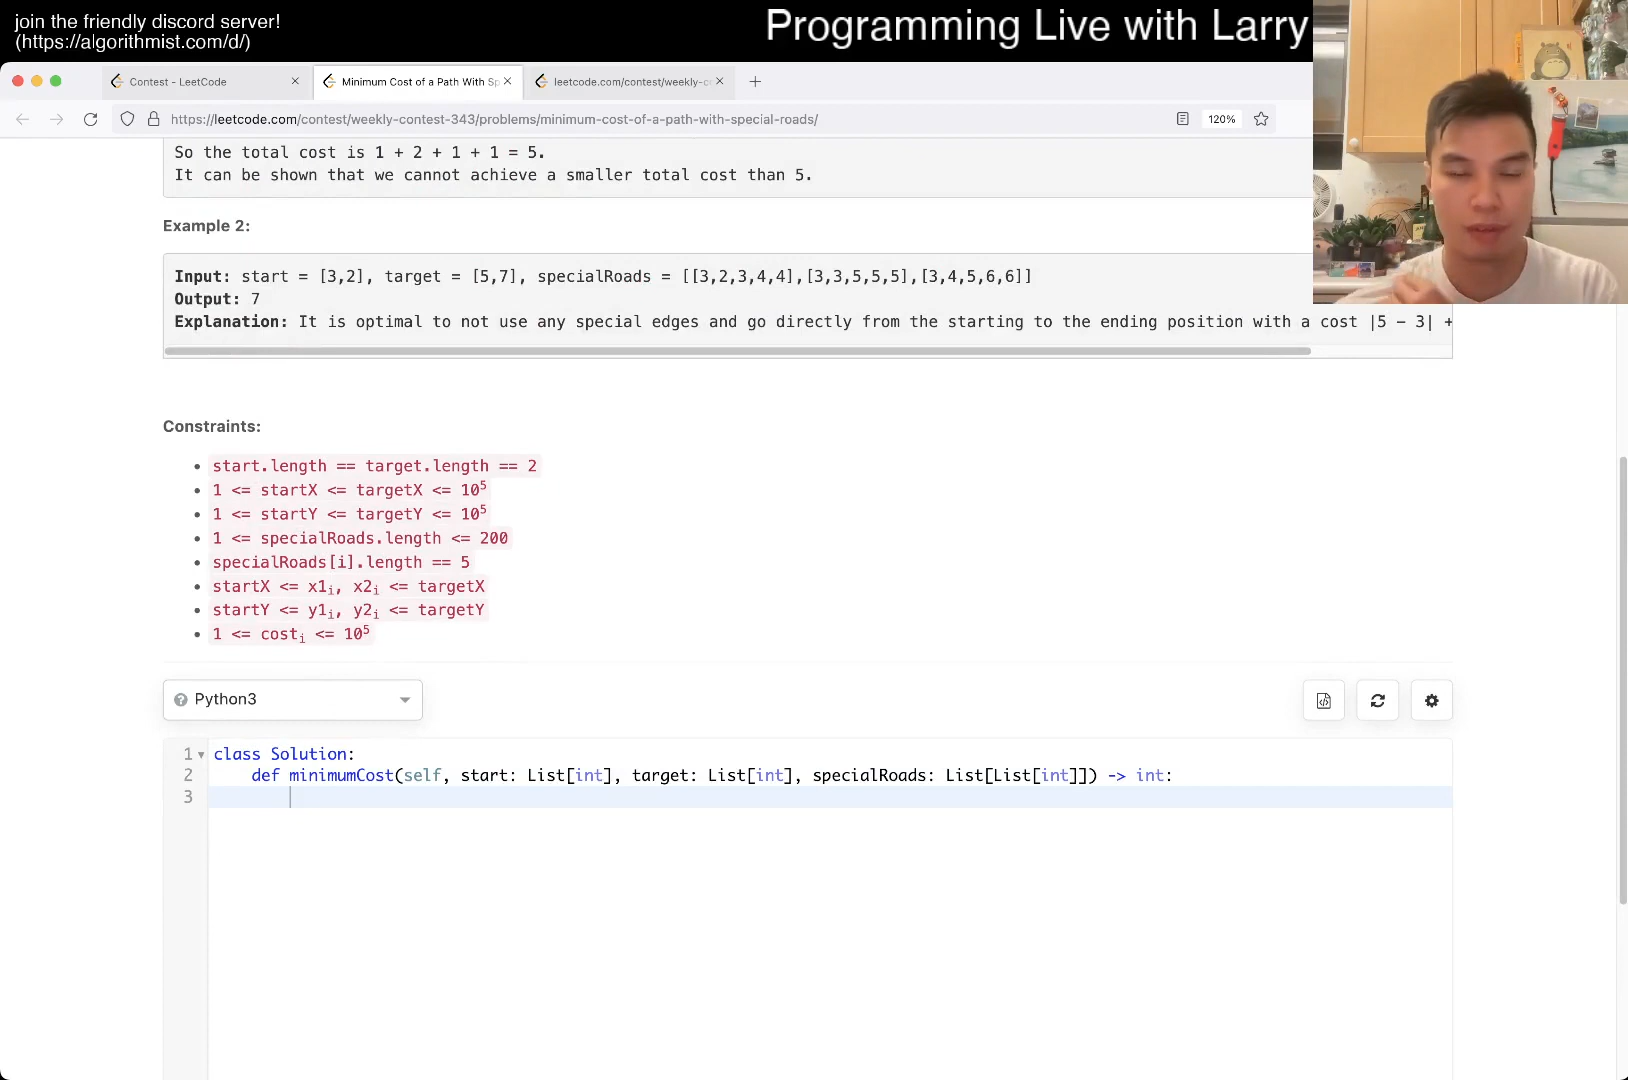 join the friendly discord server!
(https://algorithmist.com/d/)
Programming Live with Larry
Contest - LeetCode
Minimum Cost of a Path With Sp
leetcode.com/contest/weekly-c
https://leetcode.com/contest/weekly-contest-343/problems/minimum-cost-of-a-path-with-special-roads/
120%
So the total cost is 1 + 2 + 1 + 1 = 5.
It can be shown that we cannot achieve a smaller total cost than 5.
Example 2:
Input: start = [3,2], target = [5,7], specialRoads = [[3,2,3,4,4],[3,3,5,5,5],[3,4,5,6,6]]
Output: 7
Explanation: It is optimal to not use any special edges and go directly from the starting to the ending position with a cost |5 - 3| +
Constraints:
• start.length == target.length == 2
• 1 <= startX <= targetX <= 10⁵
• 1 <= startY <= targetY <= 10⁵
• 1 <= specialRoads.length <= 200
• specialRoads[i].length == 5
• startX <= x1ᵢ, x2ᵢ <= targetX
• startY <= y1ᵢ, y2ᵢ <= targetY
• 1 <= costᵢ <= 10⁵
Python3
1 class Solution:
2 def minimumCost(self, start: List[int], target: List[int], specialRoads: List[List[int]]) -> int:
3